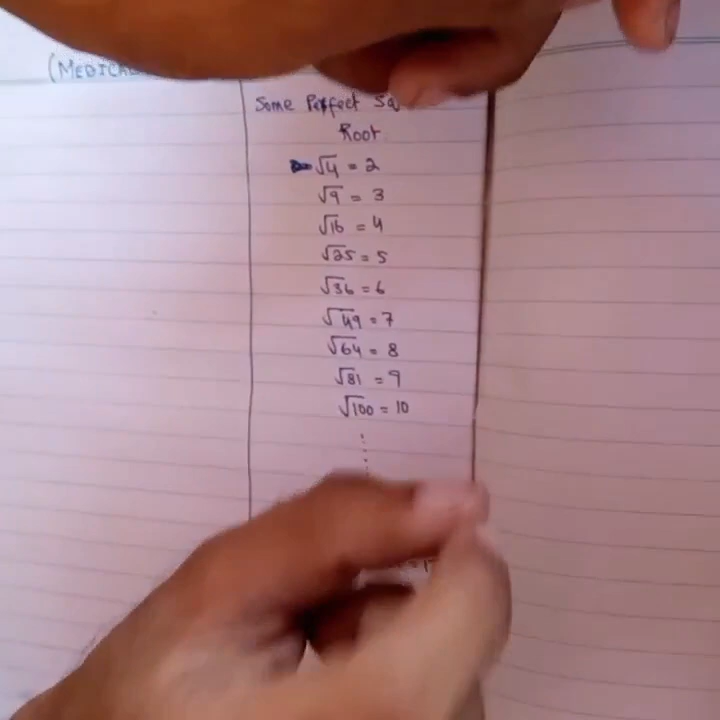 (MEDICAL
Some Perfect Sq
Root
√4 = 2
√9 = 3
√16 = 4
√25 = 5
√36 = 6
√49 = 7
√64 = 8
√81 = 9
√100 = 10